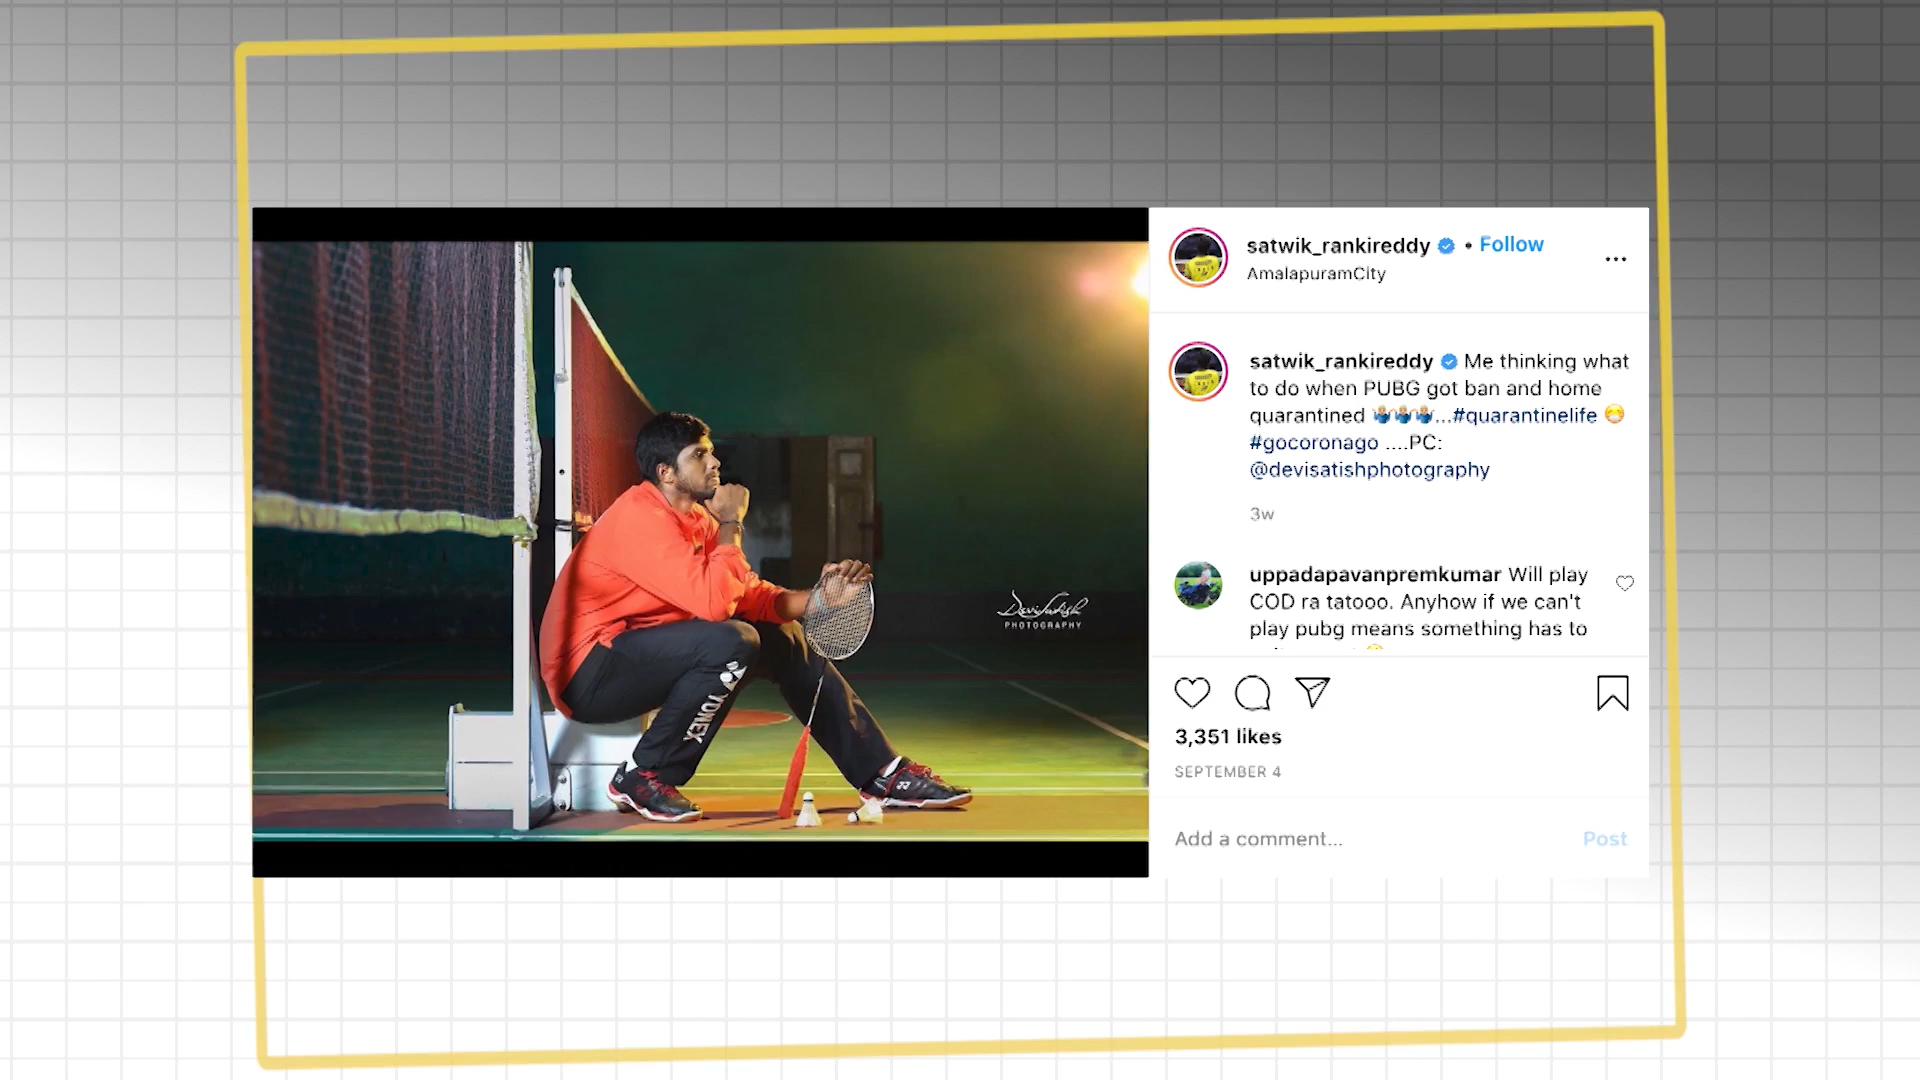 satwik_rankireddy • Follow
AmalapuramCity
satwik_rankireddy Me thinking what
to do when PUBG got ban and home
quarantined 🤷🏼‍♂️🤷🏼‍♂️🤷🏼‍♂️...#quarantinelife 😷
#gocoronago ....PC:
@devisatishphotography
3w
uppadapavanpremkumar Will play
COD ra tatooo. Anyhow if we can't
play pubg means something has to
3,351 likes
SEPTEMBER 4
Add a comment... Post
DeviSatish
PHOTOGRAPHY
YONEX